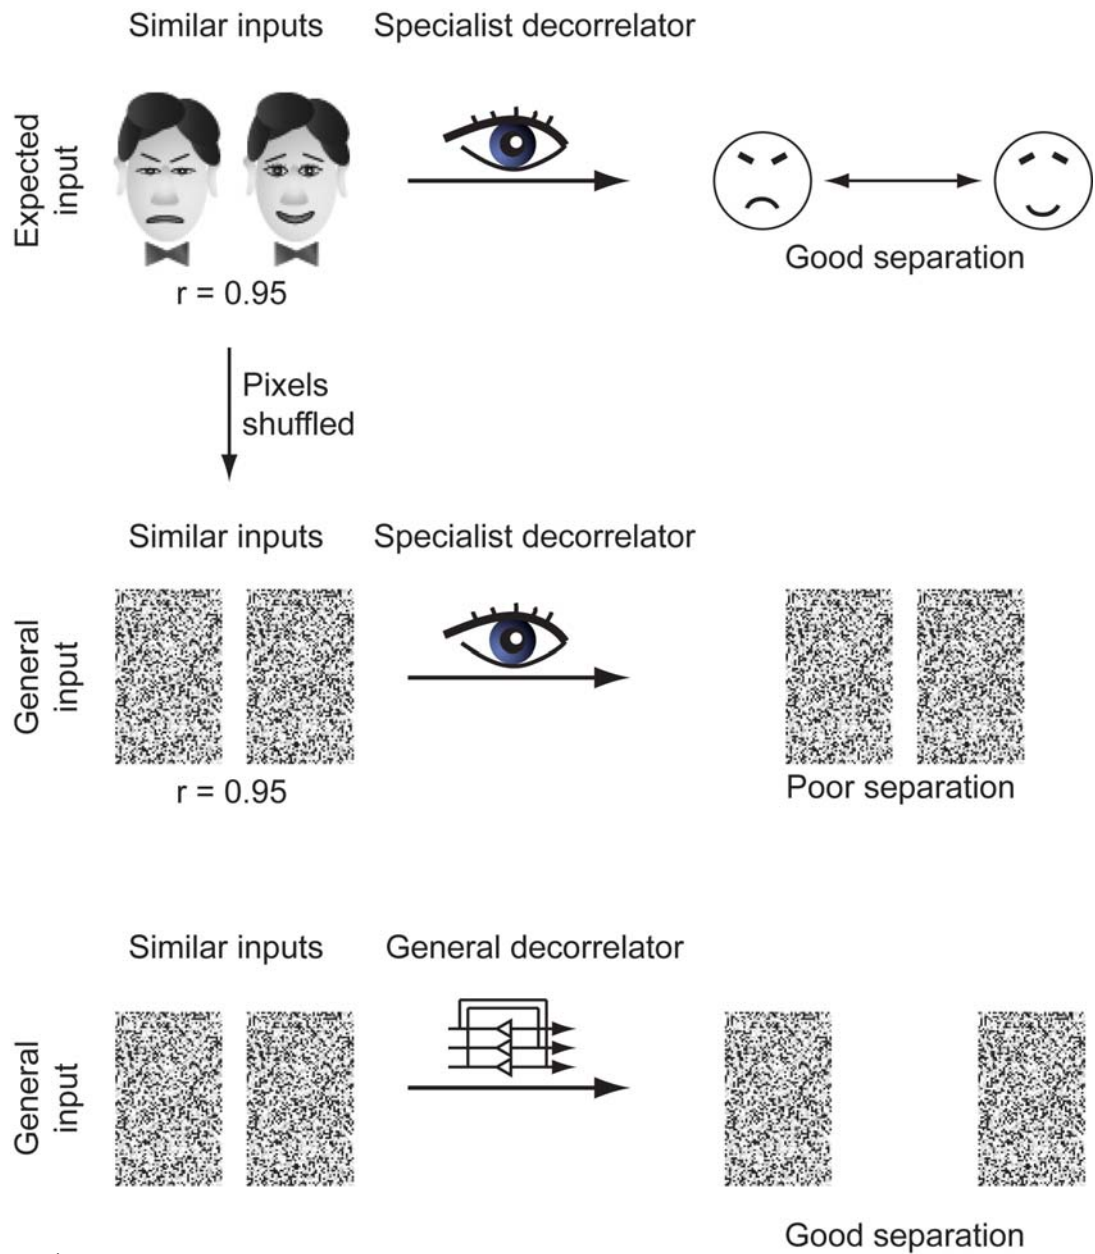 Similar inputs
Specialist decorrelator
Expected
input
Good separation
r = 0.95
Pixels
shuffled
Similar inputs
Specialist decorrelator
General
input
r = 0.95
Poor separation
Similar inputs
General decorrelator
General
input
Good separation